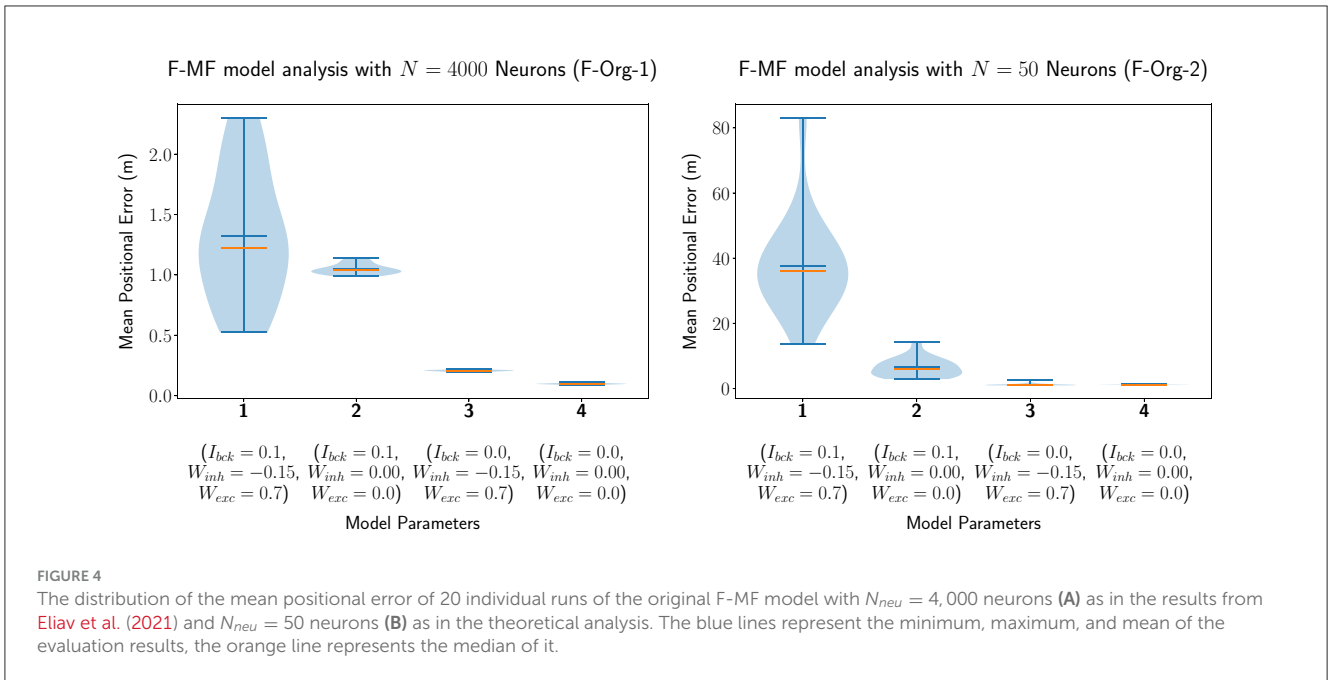 F-MF model analysis with N = 4000 Neurons (F-Org-1)
Mean Positional Error (m)
2.0
1.5
1.0
0.5
0.0
1 2 3 4
(I_bck = 0.1, (I_bck = 0.1, (I_bck = 0.0, (I_bck = 0.0,
W_inh = −0.15, W_inh = 0.00, W_inh = −0.15, W_inh = 0.00,
W_exc = 0.7) W_exc = 0.0) W_exc = 0.7) W_exc = 0.0)
Model Parameters
F-MF model analysis with N = 50 Neurons (F-Org-2)
Mean Positional Error (m)
80
60
40
20
0
1 2 3 4
(I_bck = 0.1, (I_bck = 0.1, (I_bck = 0.0, (I_bck = 0.0,
W_inh = −0.15, W_inh = 0.00, W_inh = −0.15, W_inh = 0.00,
W_exc = 0.7) W_exc = 0.0) W_exc = 0.7) W_exc = 0.0)
Model Parameters
FIGURE 4
The distribution of the mean positional error of 20 individual runs of the original F-MF model with N_neu = 4,000 neurons (A) as in the results from
Eliav et al. (2021) and N_neu = 50 neurons (B) as in the theoretical analysis. The blue lines represent the minimum, maximum, and mean of the
evaluation results, the orange line represents the median of it.